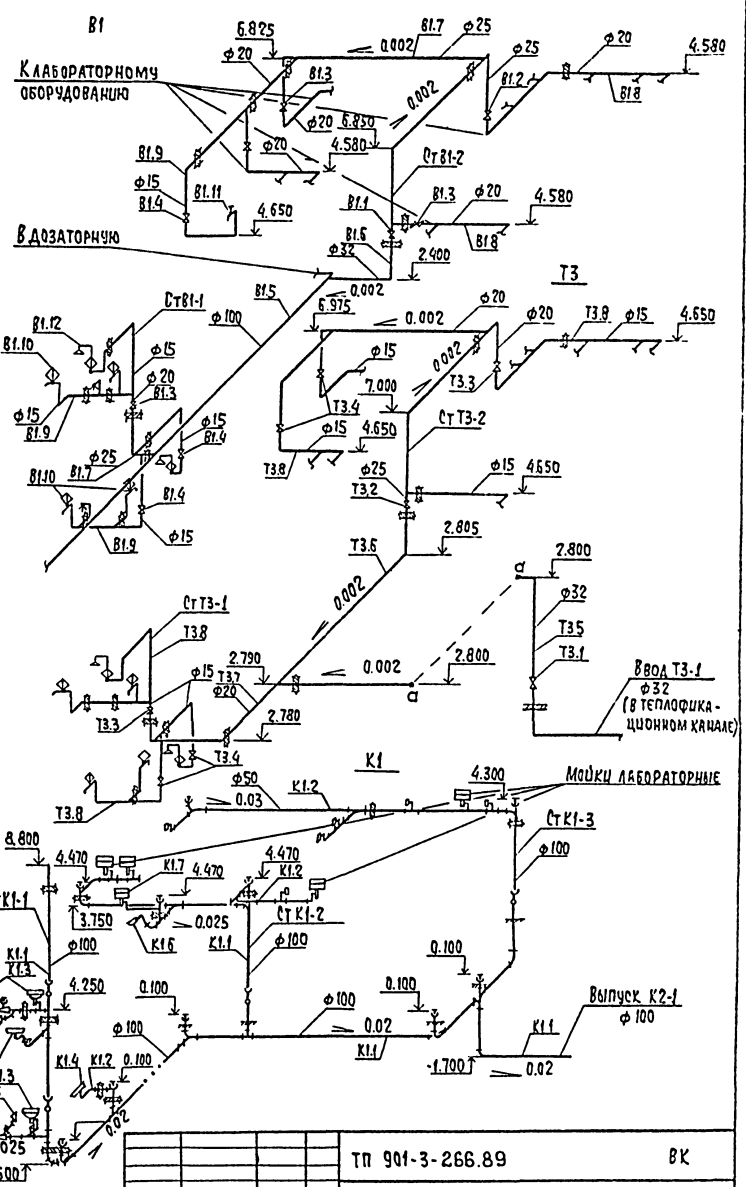 В1
6.825
0.002
В1.7
ф25
ф20
К ЛАБОРАТОРНОМУ
ОБОРУДОВАНИЮ
В1.3
ф20
0.002
ф25
В1.2
ф20
4.580
В1.8
6.850
4.580
В1.9
ф20
Ст В1-2
ф15
В1.11
В1.4
4.650
В1.3
ф20
4.580
В1.1
В1.8
В ДОЗАТОРНУЮ
В1.6
ф32
2.400
0.002
Т3
В1.5
Ст В1-1
6.975
0.002
ф20
В1.12
ф100
ф20
Т3.8
ф15
4.650
В1.10
ф15
ф15
0.002
Т3.3
ф20
В1.3
7.000
Т3.4
ф15
В1.9
ф15
ф15
4.650
Ст Т3-2
ф25
В1.7
В1.4
Т3.8
В1.10
ф25
ф15
4.650
В1.4
Т3.2
В1.9
ф15
2.805
Т3.6
а
2.800
0.002
ф32
Ст Т3-1
Т3.8
Т3.5
Т3.1
2.790
0.002
2.800
Ввод Т3-1
ф15
Т3.7
а
ф32
ф20
(В ТЕПЛОФИКА-
ЦИОННОМ КАНАЛЕ)
Т3.3
2.780
Т3.4
К1
Т3.8
ф50
К1.2
4.300
МОЙКИ ЛАБОРАТОРНЫЕ
0.03
Ст К1-3
8.800
ф100
4.470
К1.7
4.470
4.470
К1.2
К1-1
3.750
0.025
Ст К1-2
ф100
К1.6
К1.1
ф100
К1.1
К1.3
0.100
4.250
0.100
0.100
ВЫПУСК К2-1
ф100
ф100
ф100
0.02
К1.1
К1.1
К1.4
К1.2
0.100
-1.700
0.02
0.02
ТП 901-3-266.89
ВК